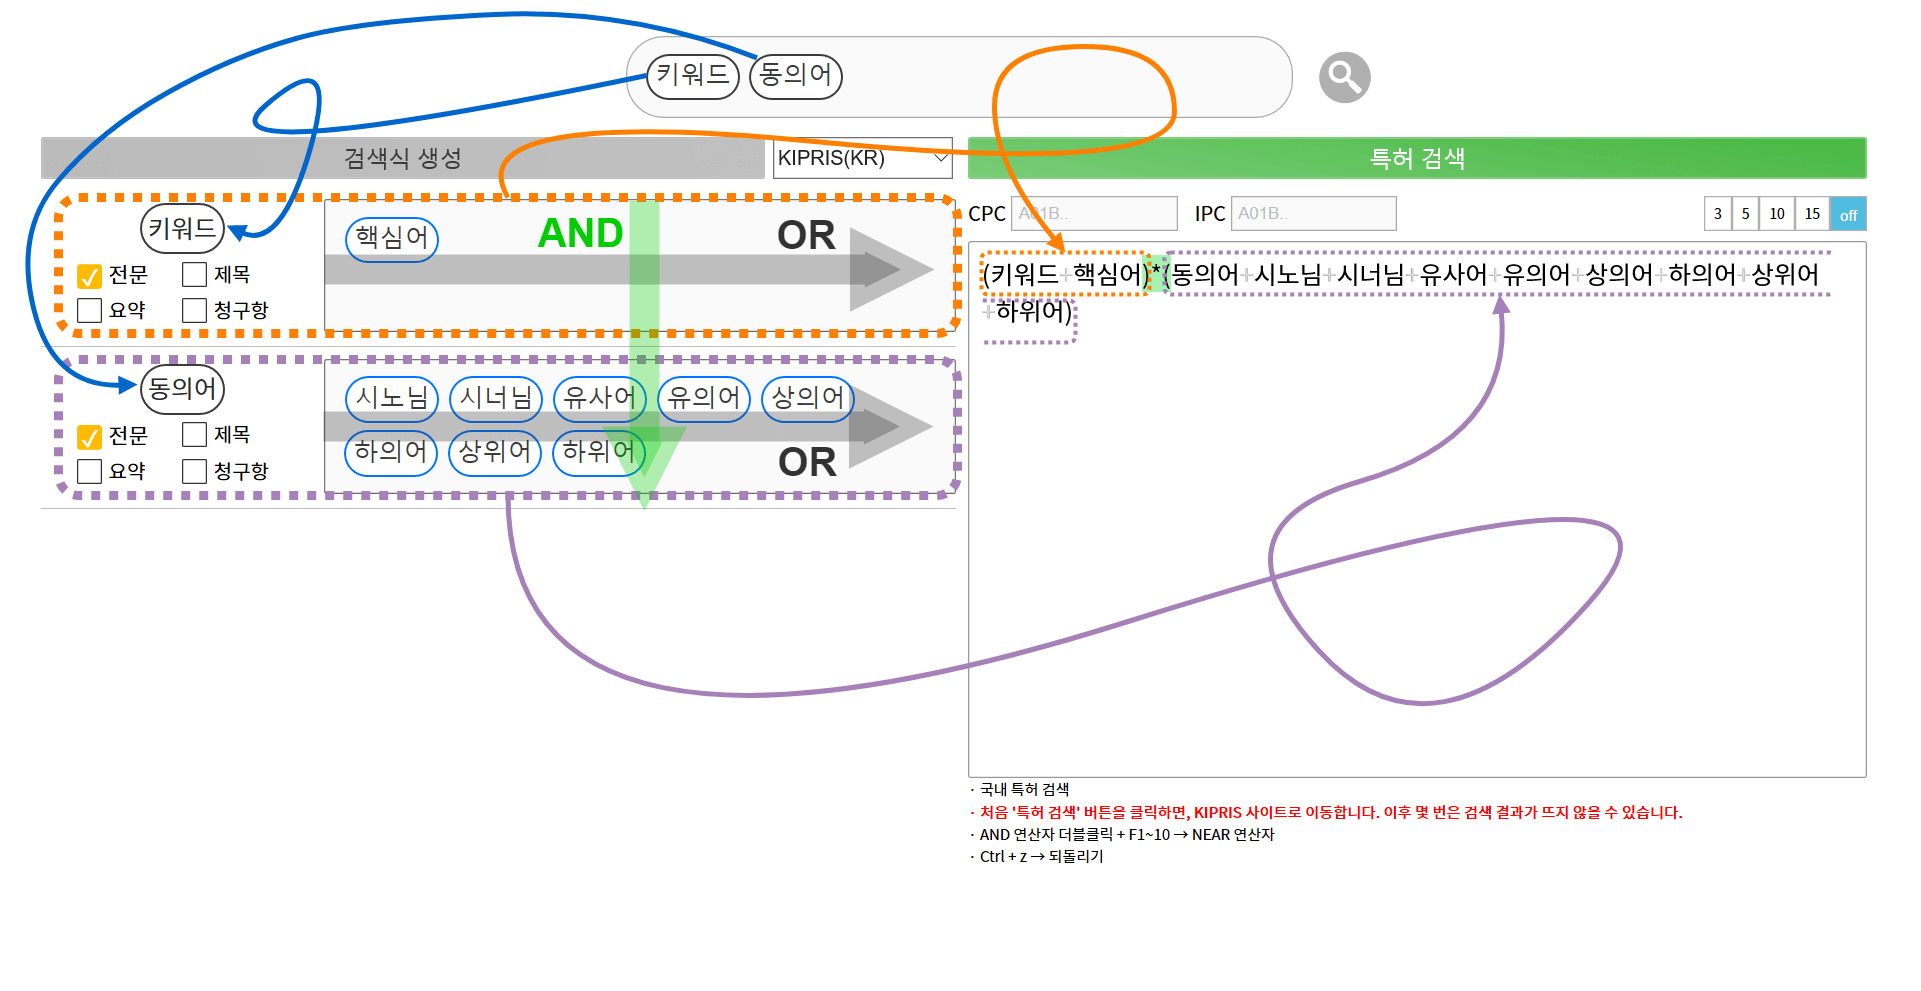 키워드 동의어
검색식 생성 KIPRIS(KR) 특허 검색
키워드 핵심어 AND OR
전문 제목
요약 청구항
동의어 시노님 시너님 유사어 유의어 상의어
하의어 상위어 하위어 OR
전문 제목
요약 청구항
CPC A01B.. IPC A01B.. 3 5 10 15 off
(키워드+핵심어)*(동의어+시노님+시너님+유사어+유의어+상의어+하의어+상위어
+하위어)
· 국내 특허 검색
· 처음 '특허 검색' 버튼을 클릭하면, KIPRIS 사이트로 이동합니다. 이후 몇 번은 검색 결과가 뜨지 않을 수 있습니다.
· AND 연산자 더블클릭 + F1~10 → NEAR 연산자
· Ctrl + z → 되돌리기